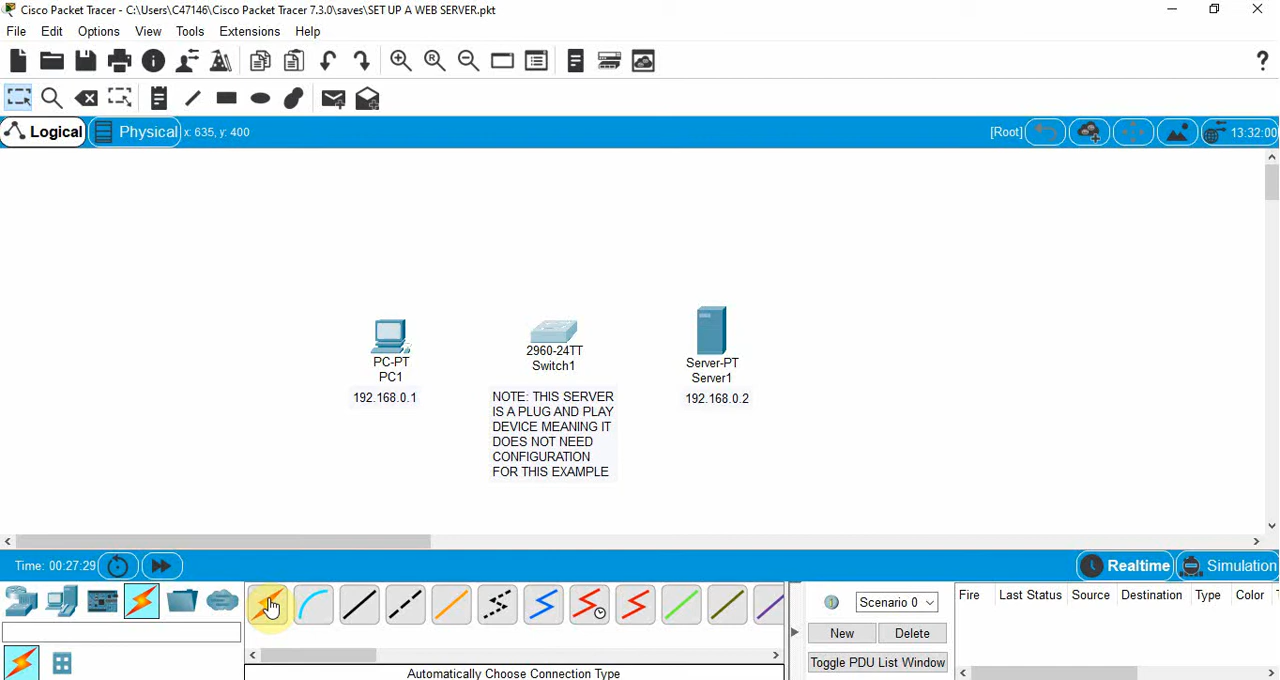 Cisco Packet Tracer - C:\Users\C47146\Cisco Packet Tracer 7.3.0\saves\SET UP A WEB SERVER.pkt
File Edit Options View Tools Extensions Help
Logical Physical x: 635, y: 400 [Root] 13:32:00
PC-PT
PC1
192.168.0.1
2960-24TT
Switch1
NOTE: THIS SERVER
IS A PLUG AND PLAY
DEVICE MEANING IT
DOES NOT NEED
CONFIGURATION
FOR THIS EXAMPLE
Server-PT
Server1
192.168.0.2
Time: 00:27:29 Realtime Simulation
Scenario 0
New Delete
Toggle PDU List Window
Fire Last Status Source Destination Type Color
Automatically Choose Connection Type